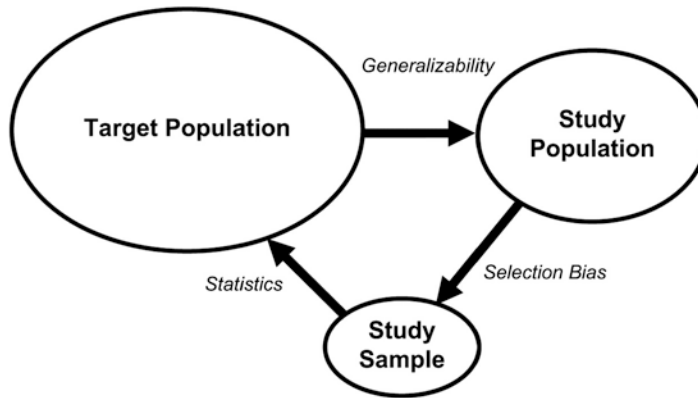 Generalizability
Target Population
Study
Population
Statistics
Selection Bias
Study
Sample